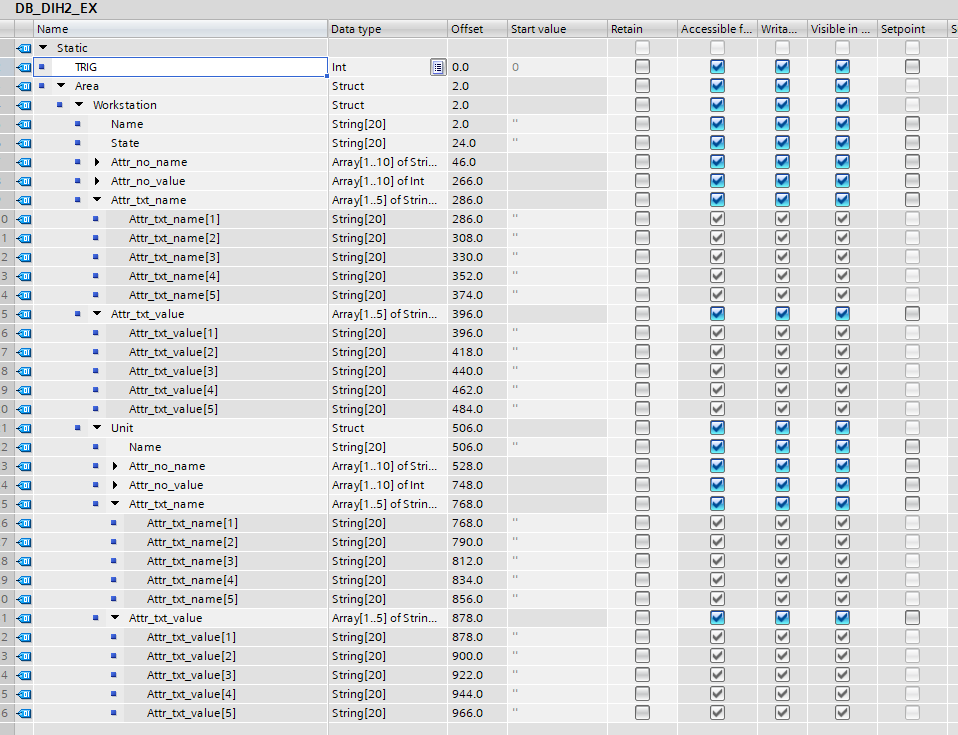 DB_DIH2_EX
Name Data type Offset Start value Retain Accessible f... Writa... Visible in ... Setpoint S
Static
TRIG Int 0.0 0
Area Struct 2.0
Workstation Struct 2.0
Name String[20] 2.0 ''
State String[20] 24.0 ''
Attr_no_name Array[1..10] of Stri... 46.0
Attr_no_value Array[1..10] of Int 266.0
Attr_txt_name Array[1..5] of Strin... 286.0
0 Attr_txt_name[1] String[20] 286.0 ''
1 Attr_txt_name[2] String[20] 308.0 ''
2 Attr_txt_name[3] String[20] 330.0 ''
3 Attr_txt_name[4] String[20] 352.0 ''
4 Attr_txt_name[5] String[20] 374.0 ''
5 Attr_txt_value Array[1..5] of Strin... 396.0
6 Attr_txt_value[1] String[20] 396.0 ''
7 Attr_txt_value[2] String[20] 418.0 ''
8 Attr_txt_value[3] String[20] 440.0 ''
9 Attr_txt_value[4] String[20] 462.0 ''
0 Attr_txt_value[5] String[20] 484.0 ''
1 Unit Struct 506.0
2 Name String[20] 506.0 ''
3 Attr_no_name Array[1..10] of Stri... 528.0
4 Attr_no_value Array[1..10] of Int 748.0
5 Attr_txt_name Array[1..5] of Strin... 768.0
6 Attr_txt_name[1] String[20] 768.0 ''
7 Attr_txt_name[2] String[20] 790.0 ''
8 Attr_txt_name[3] String[20] 812.0 ''
9 Attr_txt_name[4] String[20] 834.0 ''
0 Attr_txt_name[5] String[20] 856.0 ''
1 Attr_txt_value Array[1..5] of Strin... 878.0
2 Attr_txt_value[1] String[20] 878.0 ''
3 Attr_txt_value[2] String[20] 900.0 ''
4 Attr_txt_value[3] String[20] 922.0 ''
5 Attr_txt_value[4] String[20] 944.0 ''
6 Attr_txt_value[5] String[20] 966.0 ''